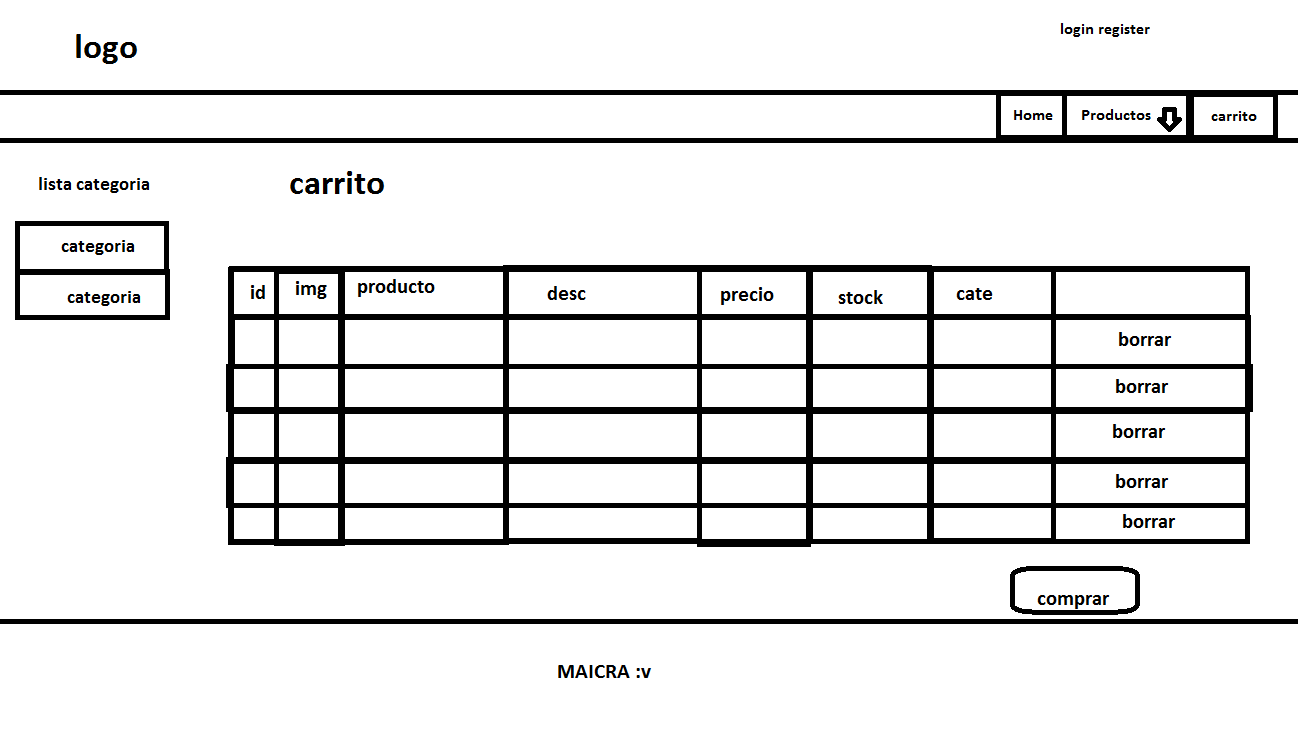 logo
login register
Home Productos carrito
lista categoria
carrito
categoria
categoria
id img producto desc precio stock cate
borrar
borrar
borrar
borrar
borrar
comprar
MAICRA :v